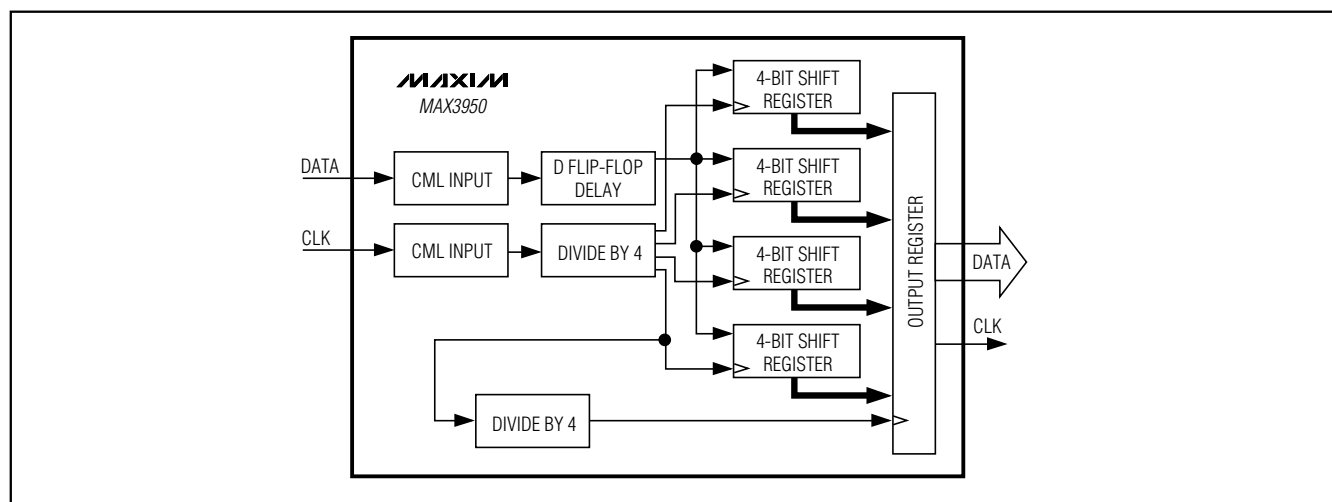 MAXIM
MAX3950
DATA
CML INPUT
D FLIP-FLOP
DELAY
CLK
CML INPUT
DIVIDE BY 4
4-BIT SHIFT
REGISTER
4-BIT SHIFT
REGISTER
4-BIT SHIFT
REGISTER
4-BIT SHIFT
REGISTER
DIVIDE BY 4
OUTPUT REGISTER
DATA
CLK